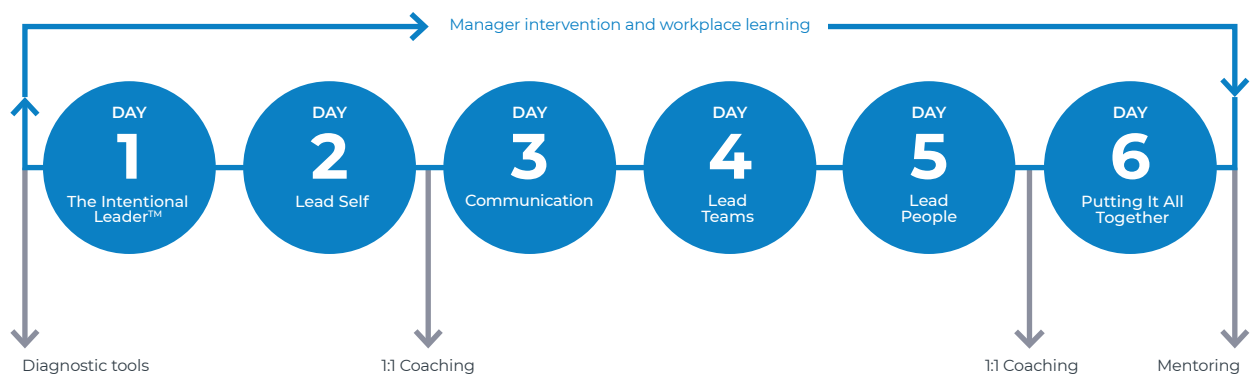 Manager intervention and workplace learning
DAY
1
The Intentional
Leader™
DAY
2
Lead Self
DAY
3
Communication
DAY
4
Lead
Teams
DAY
5
Lead
People
DAY
6
Putting It All
Together
Diagnostic tools
1:1 Coaching
1:1 Coaching
Mentoring